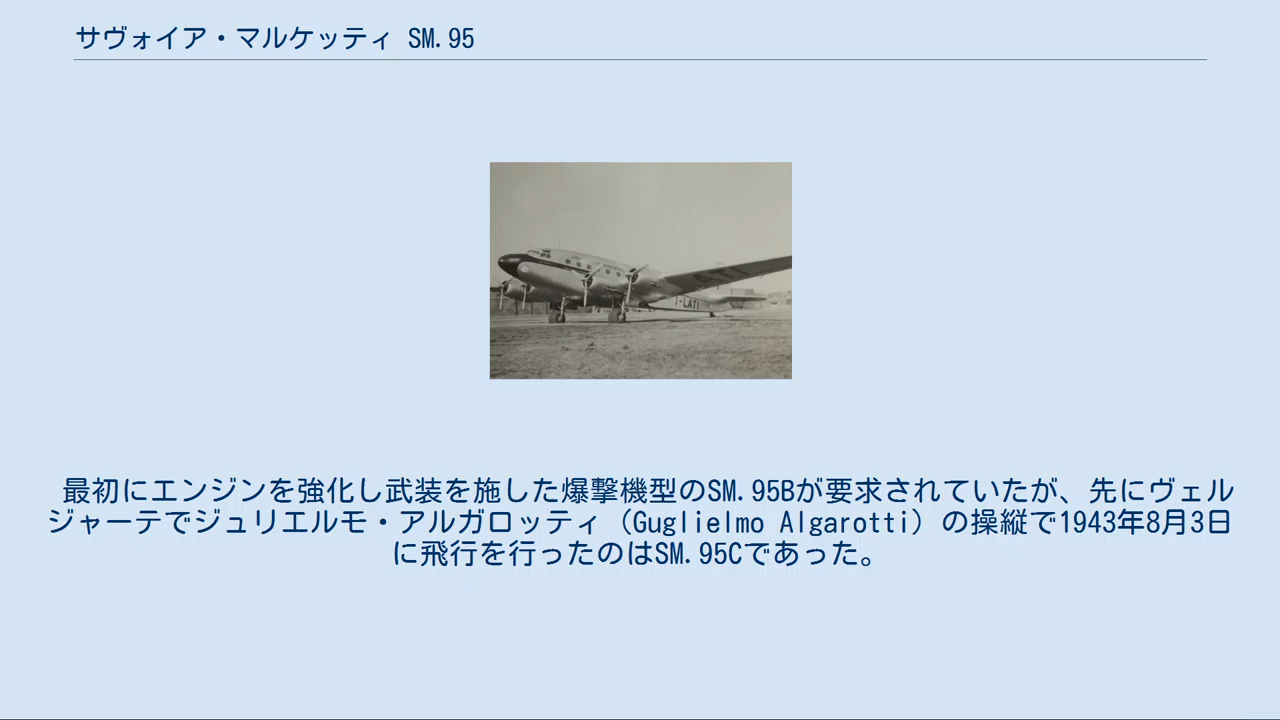 サヴォイア・マルケッティ SM.95
I-LATI
最初にエンジンを強化し武装を施した爆撃機型のSM.95Bが要求されていたが、先にヴェル
ジャーテでジュリエルモ・アルガロッティ（Guglielmo Algarotti）の操縦で1943年8月3日
に飛行を行ったのはSM.95Cであった。